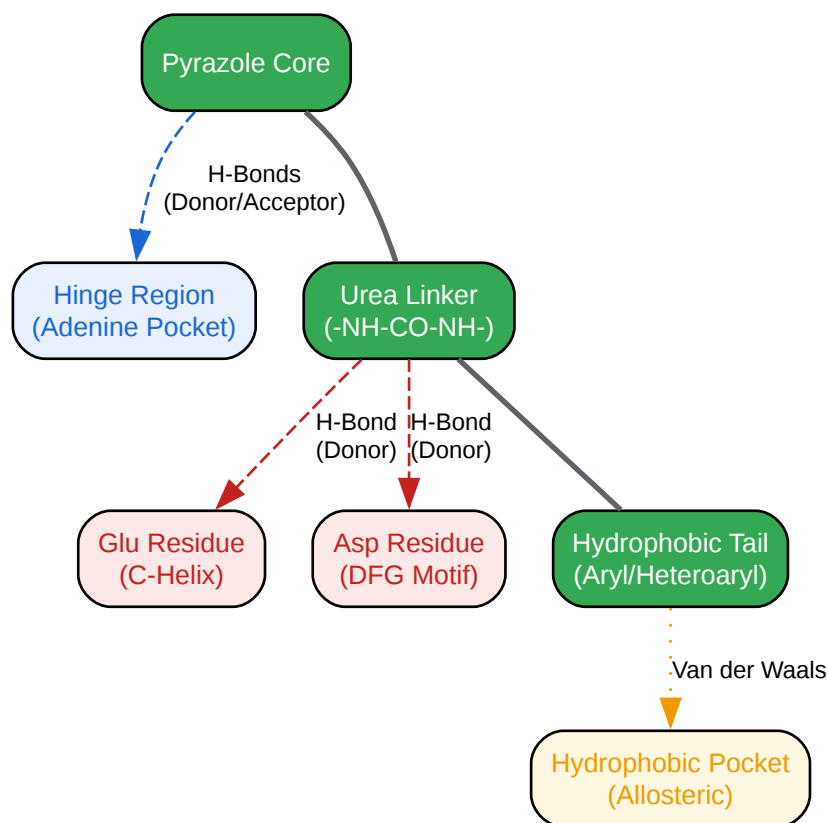 Pyrazole Core
H-Bonds
(Donor/Acceptor)
Hinge Region
(Adenine Pocket)
Urea Linker
(-NH-CO-NH-)
H-Bond
(Donor)
H-Bond
(Donor)
Glu Residue
(C-Helix)
Asp Residue
(DFG Motif)
Hydrophobic Tail
(Aryl/Heteroaryl)
Van der Waals
Hydrophobic Pocket
(Allosteric)